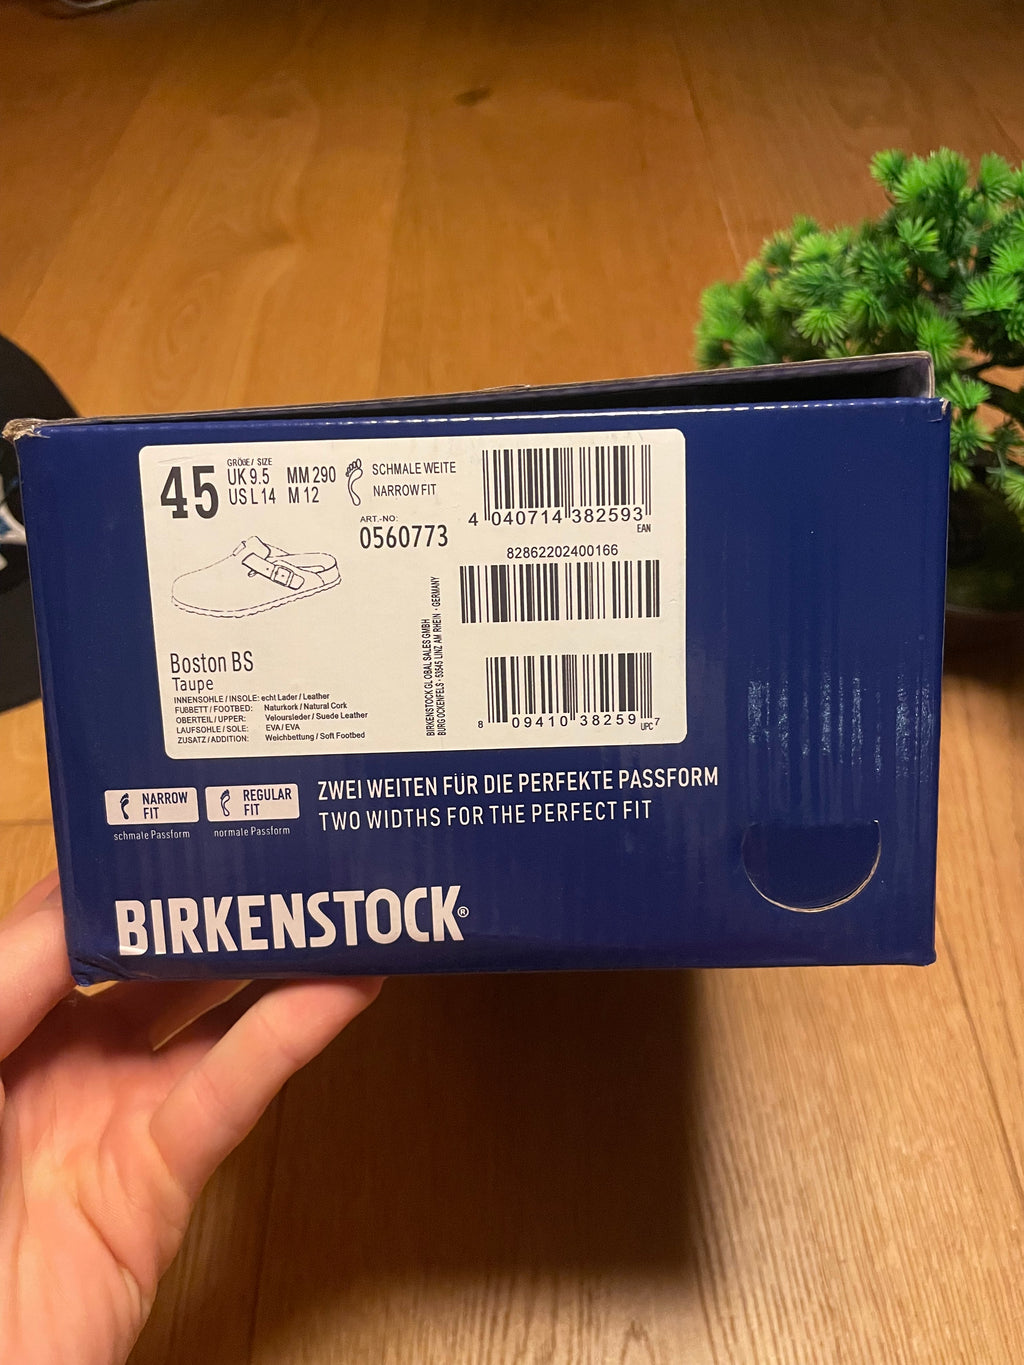 45
GRÖßE / SIZE
UK 9.5 MM 290
US L 14 M 12
SCHMALE WEITE
NARROW FIT
ART.-NO:
0560773
4 040714 382593
EAN
82862202400166
8 09410 38259 7
UPC
BIRKENSTOCK GLOBAL SALES GMBH
BURG OCKENFELS · 53545 LINZ AM RHEIN · GERMANY
Boston BS
Taupe
INNENSOHLE / INSOLE: echt Lader / Leather
FUßBETT / FOOTBED: Naturkork / Natural Cork
OBERTEIL / UPPER: Veloursleder / Suede Leather
LAUFSOHLE / SOLE: EVA / EVA
ZUSATZ / ADDITION: Weichbettung / Soft Footbed
NARROW FIT
schmale Passform
REGULAR FIT
normale Passform
ZWEI WEITEN FÜR DIE PERFEKTE PASSFORM
TWO WIDTHS FOR THE PERFECT FIT
BIRKENSTOCK®